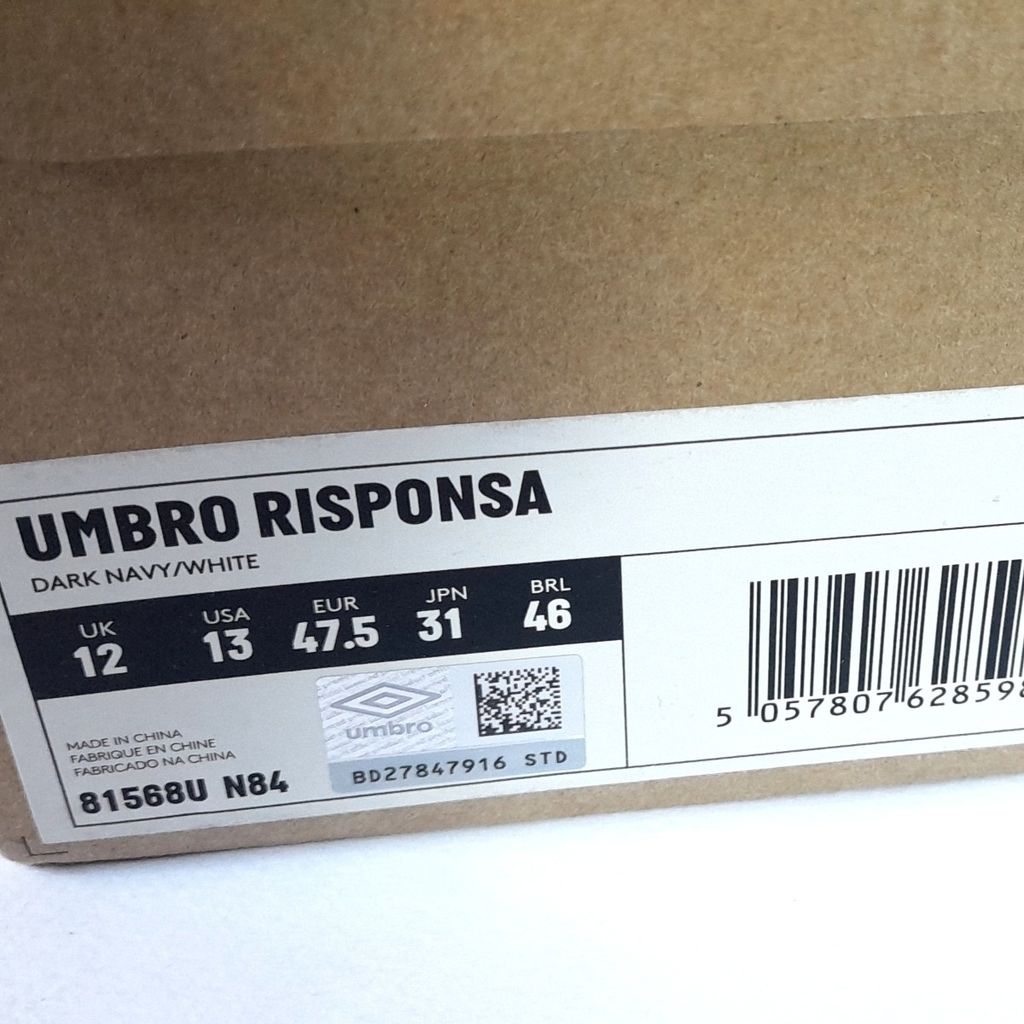 UMBRO RISPONSA
DARK NAVY/WHITE
UK USA EUR JPN BRL
12 13 47.5 31 46
MADE IN CHINA
FABRIQUE EN CHINE
FABRICADO NA CHINA
81568U N84
umbro
BD27847916 STD
5 057807 628598